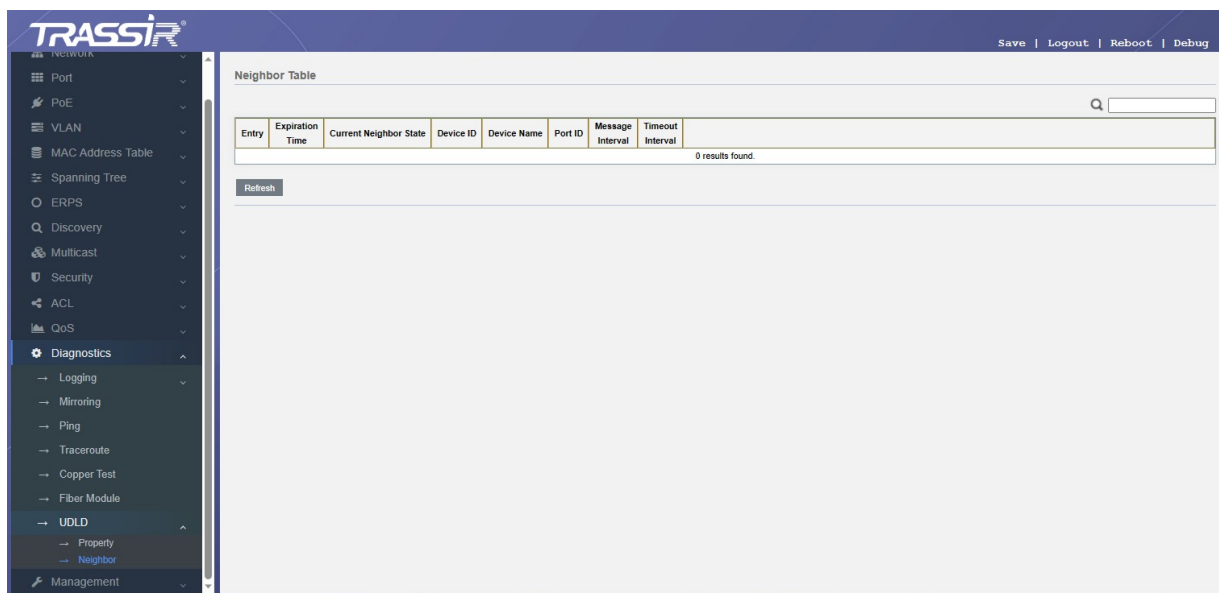 TRASSIR
Save | Logout | Reboot | Debug
Network
Port
PoE
VLAN
MAC Address Table
Spanning Tree
ERPS
Discovery
Multicast
Security
ACL
QoS
Diagnostics
→ Logging
→ Mirroring
→ Ping
→ Traceroute
→ Copper Test
→ Fiber Module
→ UDLD
→ Property
→ Neighbor
Management
Neighbor Table
Entry Expiration Time Current Neighbor State Device ID Device Name Port ID Message Interval Timeout Interval
0 results found.
Refresh